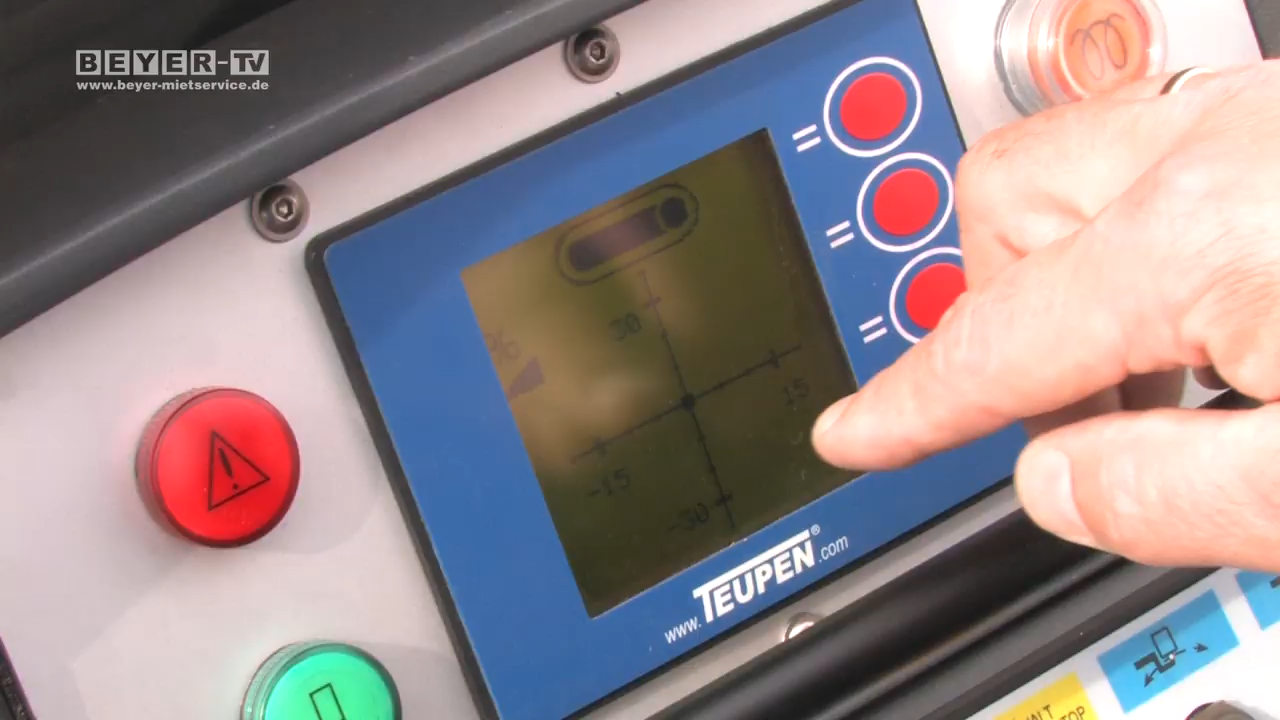 BEYER-TV
www.beyer-mietservice.de
=
=
=
30
%
15
-15
-30
www.TEUPEN®.com